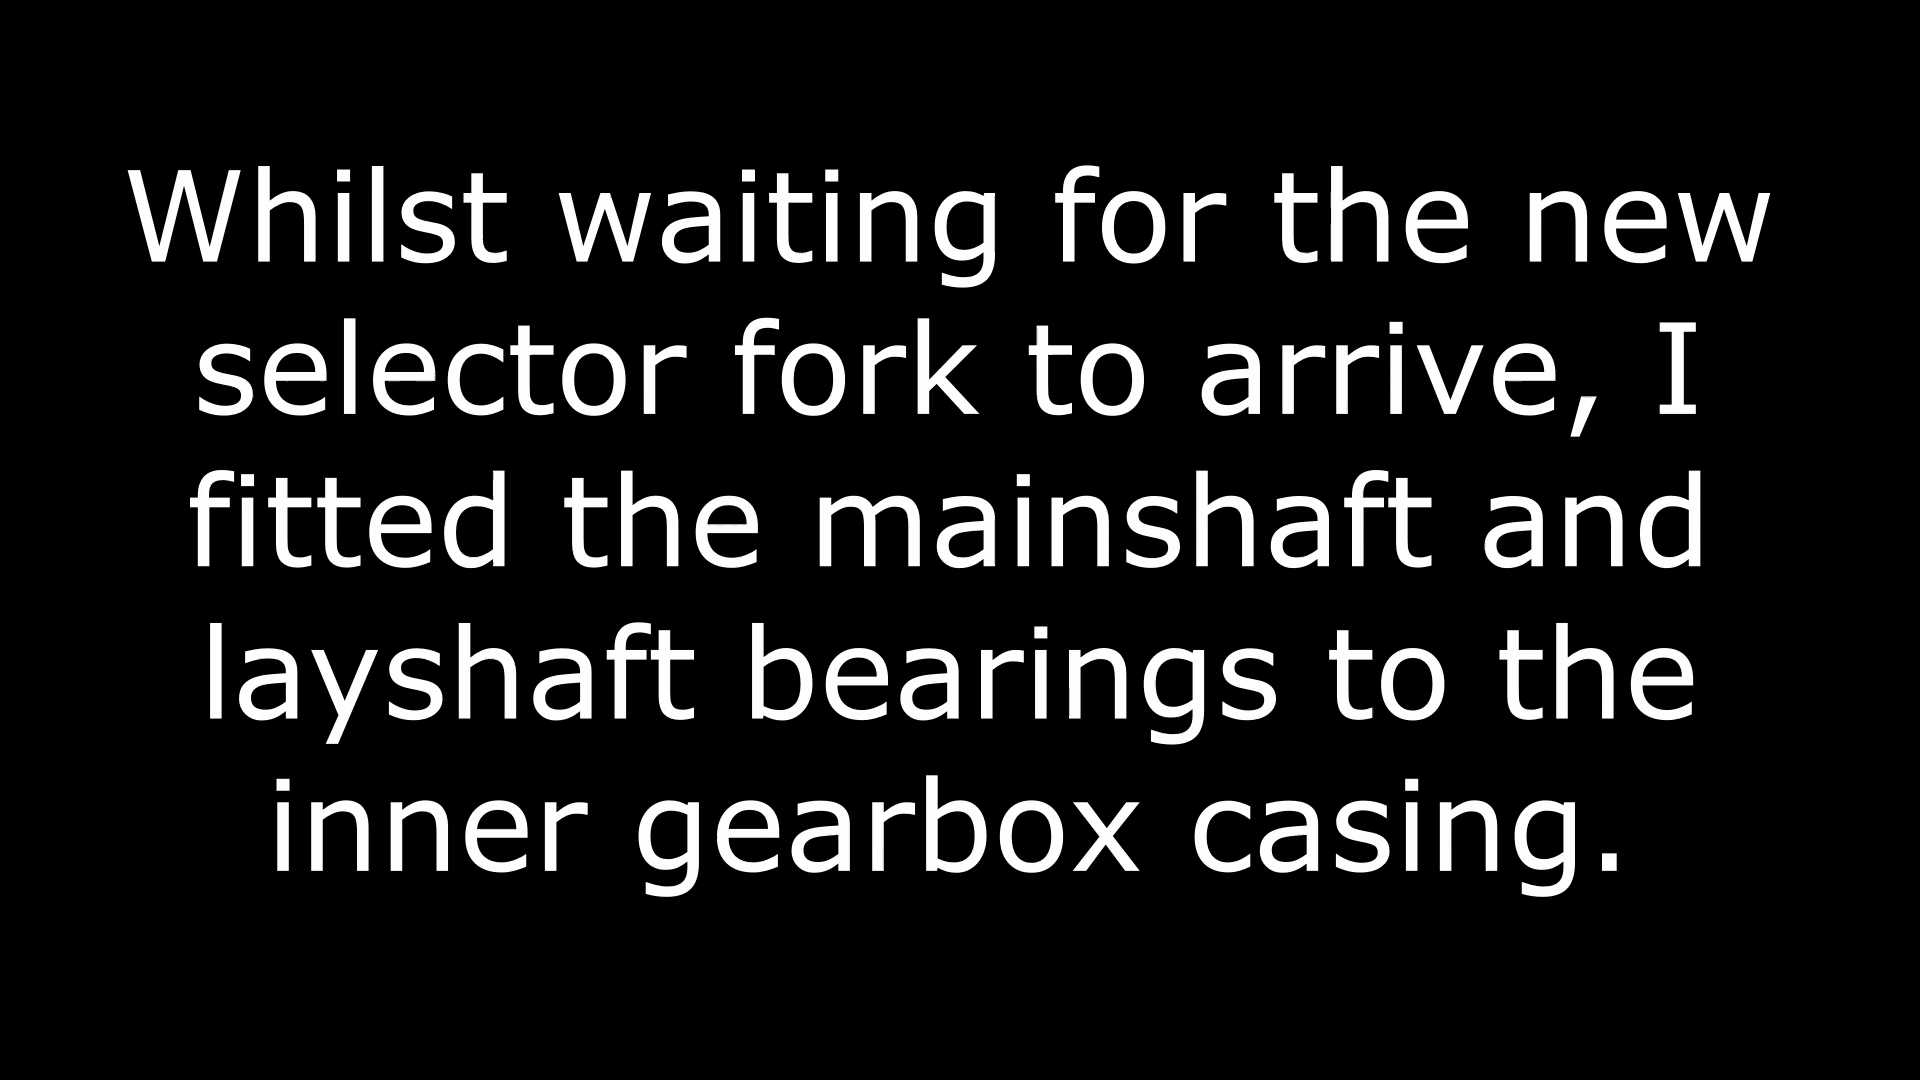 Whilst waiting for the new
selector fork to arrive, I
fitted the mainshaft and
layshaft bearings to the
inner gearbox casing.